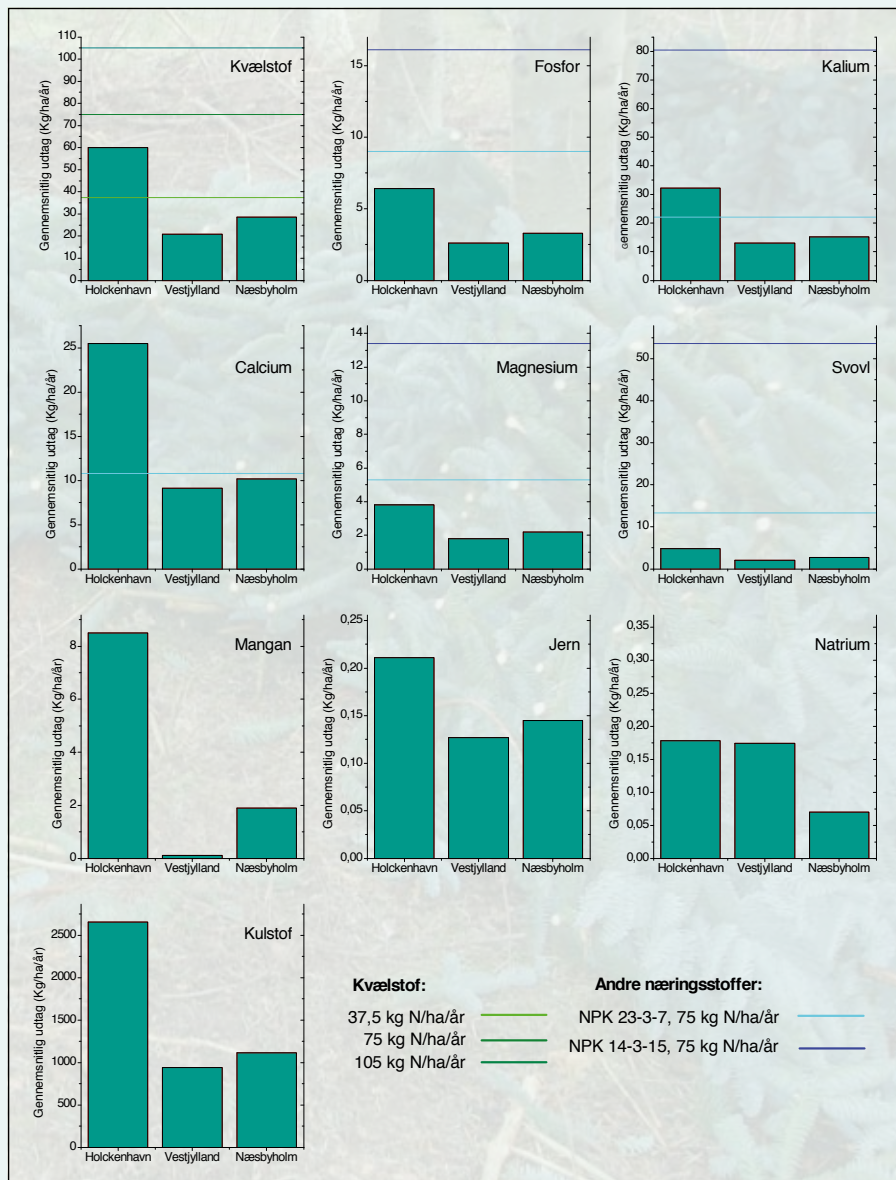 Gennemsnitlig udtag (Kg/ha/år)
110
100
90
80
70
60
50
40
30
20
10
0
Kvælstof
Holckenhavn Vestjylland Næsbyholm
Gennemsnitlig udtag (Kg/ha/år)
15
10
5
0
Fosfor
Holckenhavn Vestjylland Næsbyholm
Gennemsnitlig udtag (Kg/ha/år)
80
70
60
50
40
30
20
10
0
Kalium
Holckenhavn Vestjylland Næsbyholm
Gennemsnitlig udtag (Kg/ha/år)
25
20
15
10
5
0
Calcium
Holckenhavn Vestjylland Næsbyholm
Gennemsnitlig udtag (Kg/ha/år)
14
12
10
8
6
4
2
0
Magnesium
Holckenhavn Vestjylland Næsbyholm
Gennemsnitlig udtag (Kg/ha/år)
50
40
30
20
10
0
Svovl
Holckenhavn Vestjylland Næsbyholm
Gennemsnitlig udtag (Kg/ha/år)
8
6
4
2
0
Mangan
Holckenhavn Vestjylland Næsbyholm
Gennemsnitlig udtag (Kg/ha/år)
0,25
0,20
0,15
0,10
0,05
0,00
Jern
Holckenhavn Vestjylland Næsbyholm
Gennemsnitlig udtag (Kg/ha/år)
0,35
0,30
0,25
0,20
0,15
0,10
0,05
0,00
Natrium
Holckenhavn Vestjylland Næsbyholm
Gennemsnitlig udtag (Kg/ha/år)
2500
2000
1500
1000
500
0
Kulstof
Holckenhavn Vestjylland Næsbyholm
Kvælstof:
37,5 kg N/ha/år
75 kg N/ha/år
105 kg N/ha/år
Andre næringsstoffer:
NPK 23-3-7, 75 kg N/ha/år
NPK 14-3-15, 75 kg N/ha/år